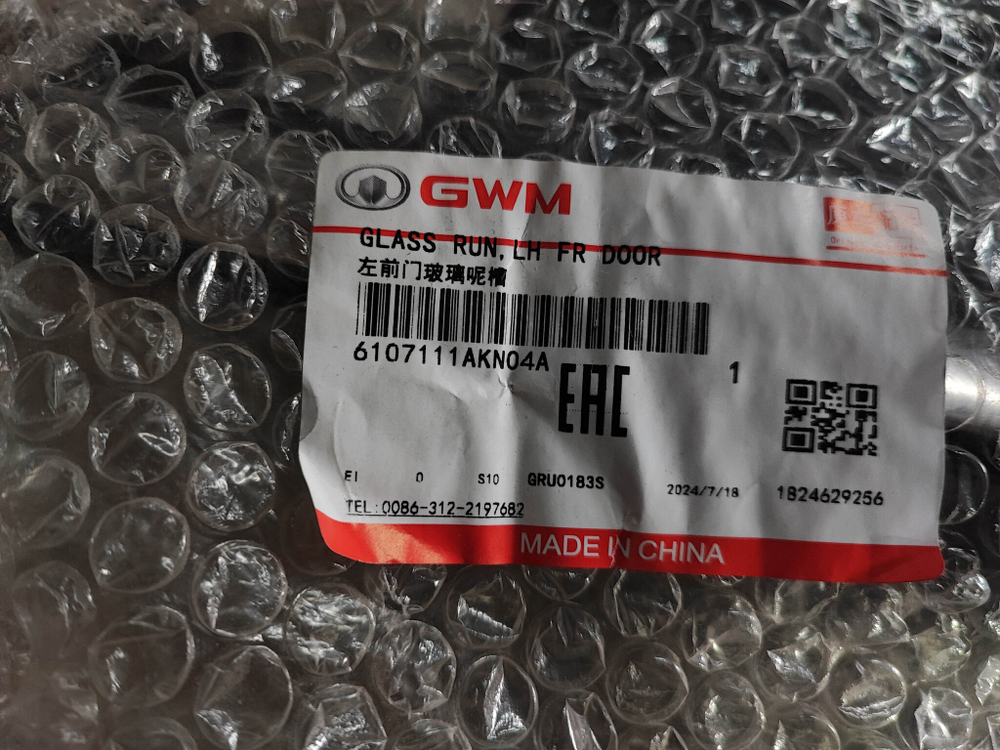 GWM
GLASS RUN, LH FR DOOR
左前门玻璃呢槽
6107111AKN04A
1
EAC
EI 0 S10 GRU0183S 2024/7/18 1824629256
TEL:0086-312-2197682
MADE IN CHINA